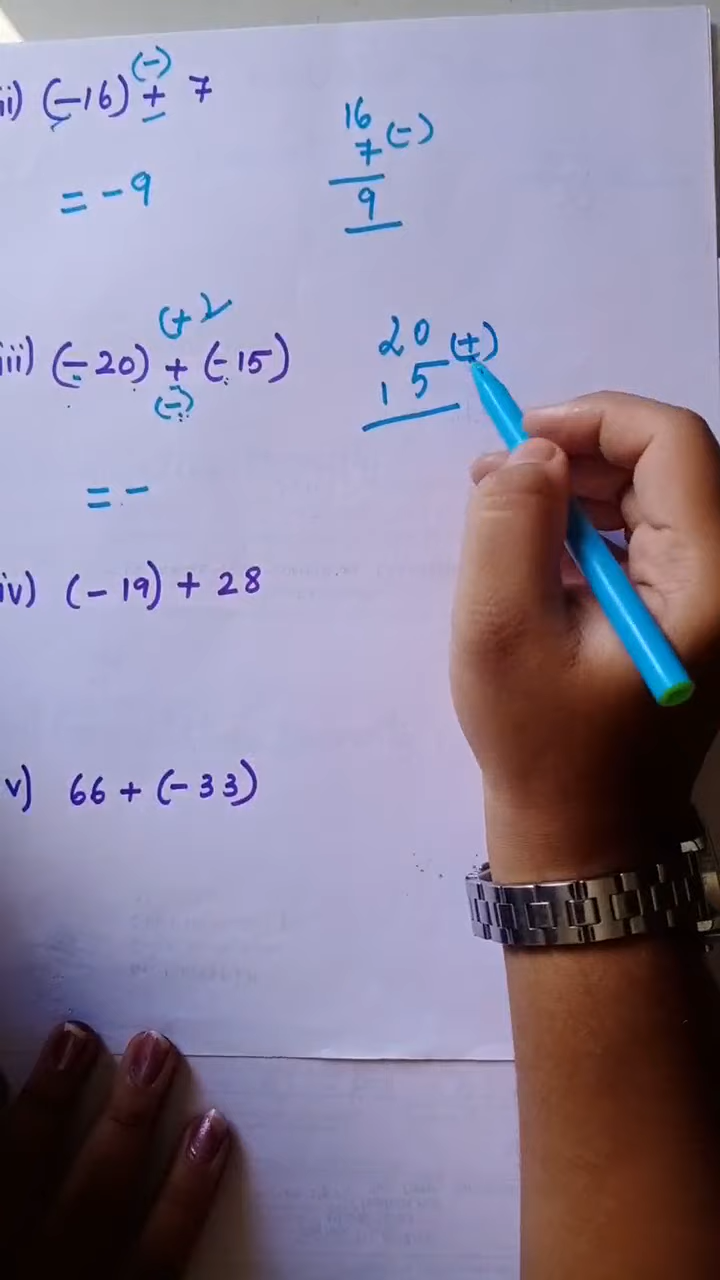 (-)
ii) (-16) + 7
= -9
16
7 (-)
9
(+)
iii) (-20) + (-15)
(-)
20
15 (+)
= -
iv) (-19) + 28
v) 66 + (-33)